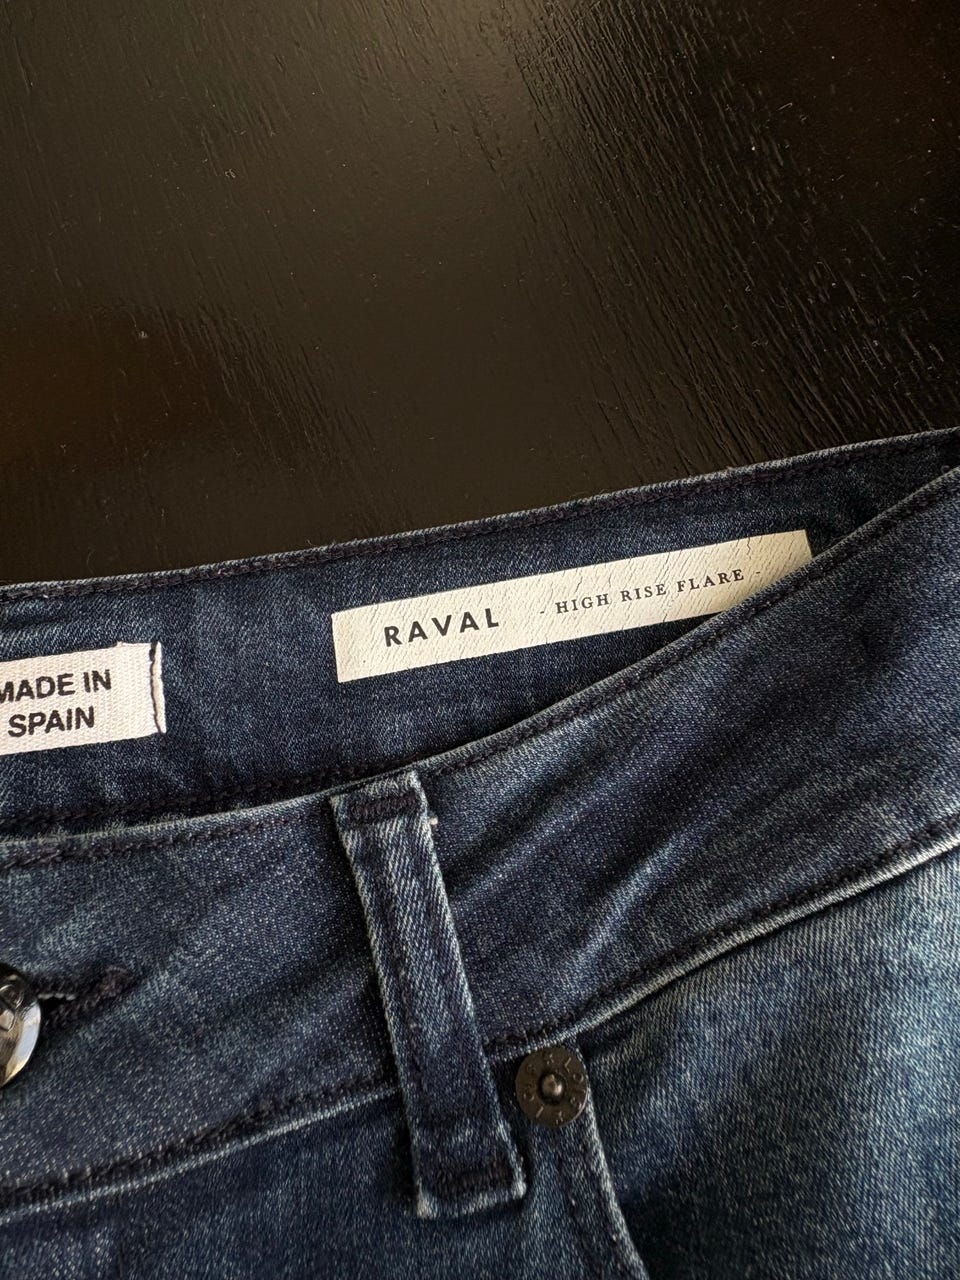 MADE IN
SPAIN
RAVAL - HIGH RISE FLARE -